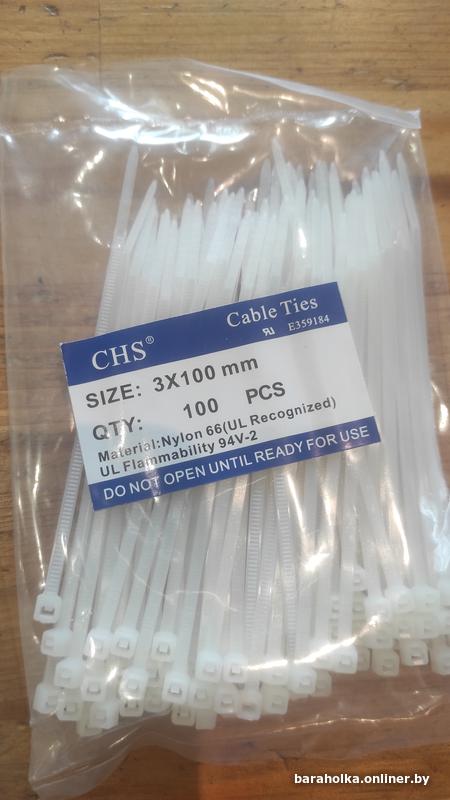 CHS®
Cable Ties
E359184
SIZE: 3X100 mm
QTY: 100 PCS
Material:Nylon 66(UL Recognized)
UL Flammability 94V-2
DO NOT OPEN UNTIL READY FOR USE
baraholka.onliner.by